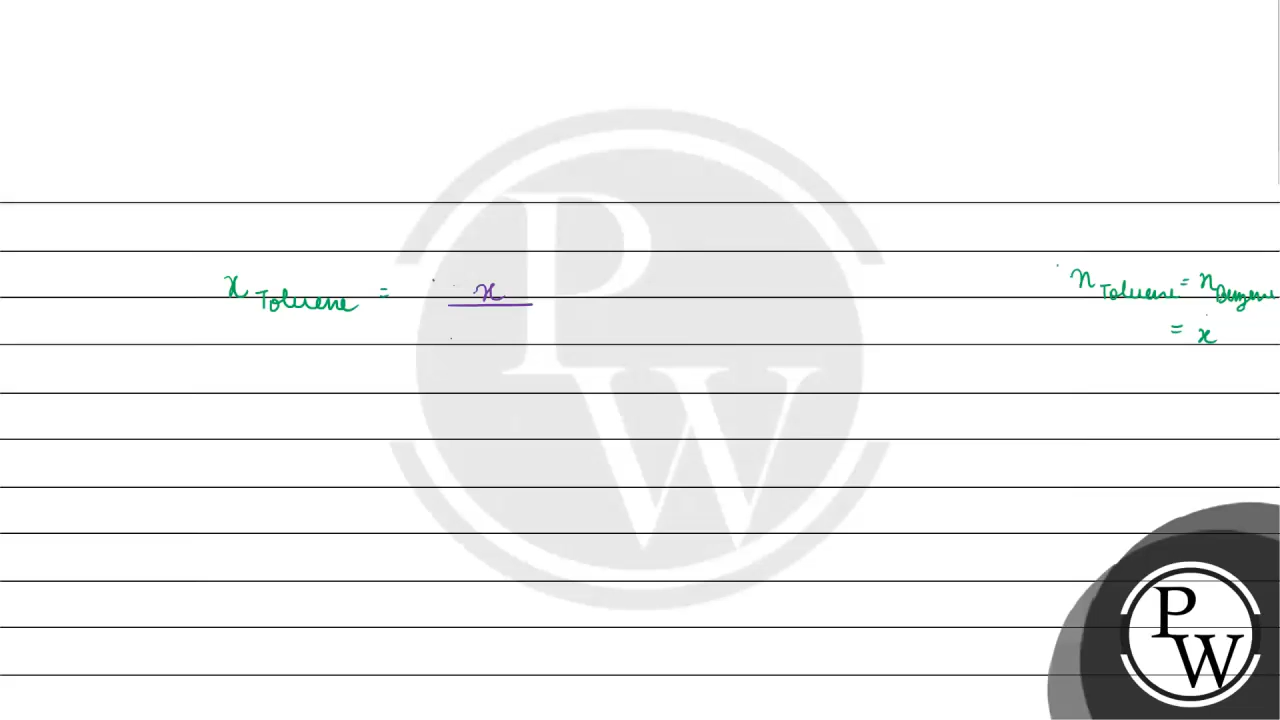 x Toluene = x
n Toluene = n Benzene
= x
P
W
P
W